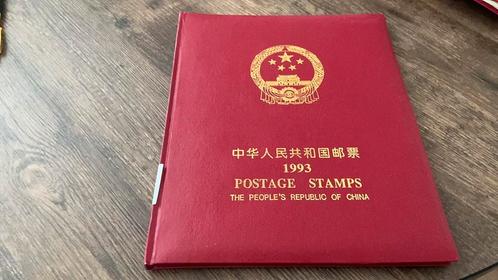 中华人民共和国邮票
1993
POSTAGE STAMPS
THE PEOPLE'S REPUBLIC OF CHINA